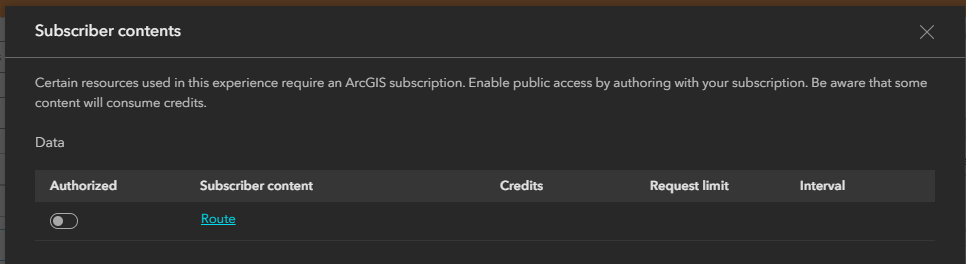 Subscriber contents
Certain resources used in this experience require an ArcGIS subscription. Enable public access by authoring with your subscription. Be aware that some
content will consume credits.
Data
Authorized Subscriber content Credits Request limit Interval
Route